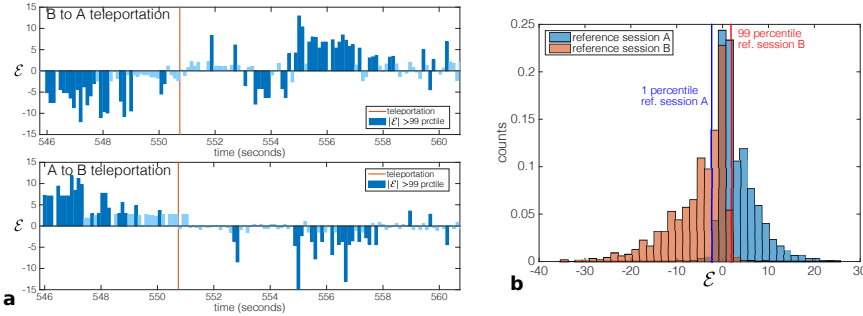 B to A teleportation
15
10
5
0
-5
-10
-15
ℰ
teleportation
|ℰ| >99 prctile
546 548 550 552 554 556 558 560
time (seconds)
A to B teleportation
15
10
5
0
-5
-10
-15
ℰ
teleportation
|ℰ| >99 prctile
546 548 550 552 554 556 558 560
time (seconds)
a
0.25
0.2
0.15
0.1
0.05
0
counts
reference session A
reference session B
99 percentile
ref. session B
1 percentile
ref. session A
-40 -30 -20 -10 0 10 20 30
ℰ
b